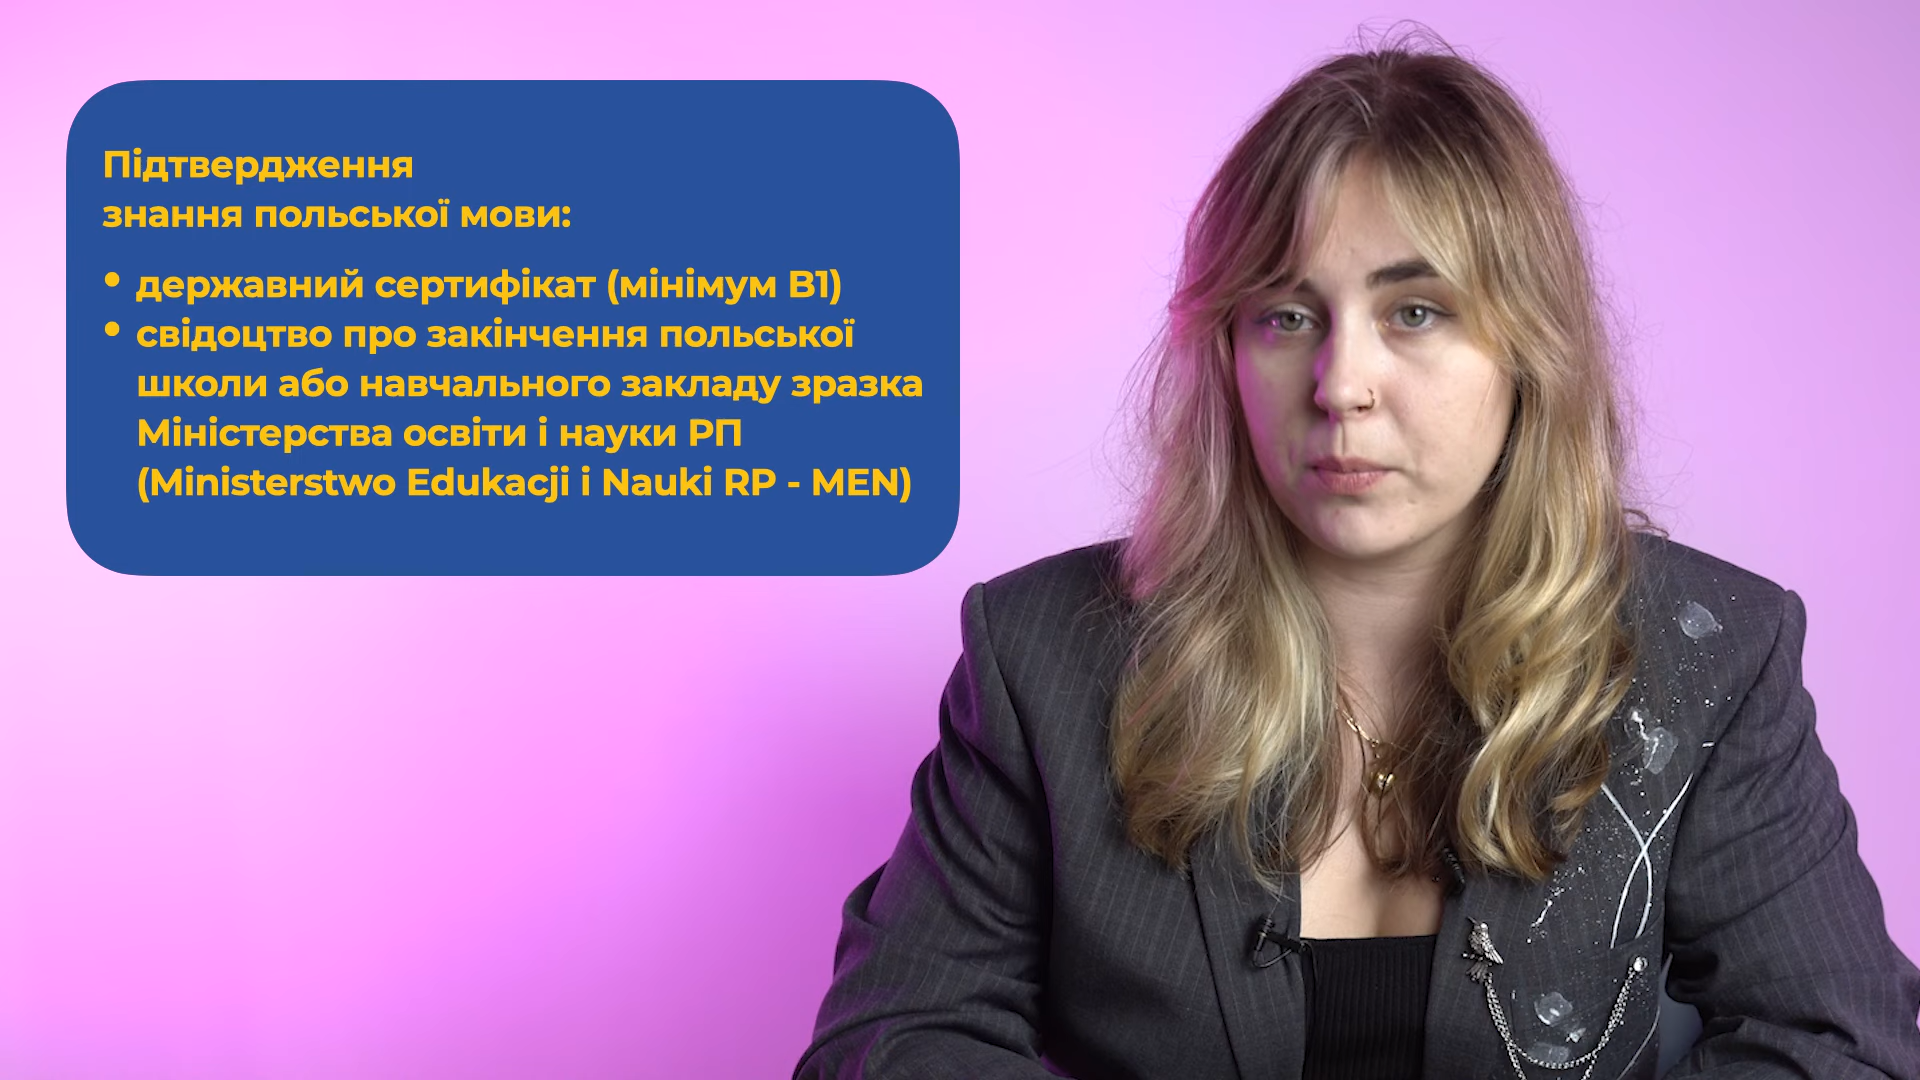 Підтвердження
знання польської мови:
• державний сертифікат (мінімум B1)
• свідоцтво про закінчення польської
школи або навчального закладу зразка
Міністерства освіти і науки РП
(Ministerstwo Edukacji i Nauki RP - MEN)